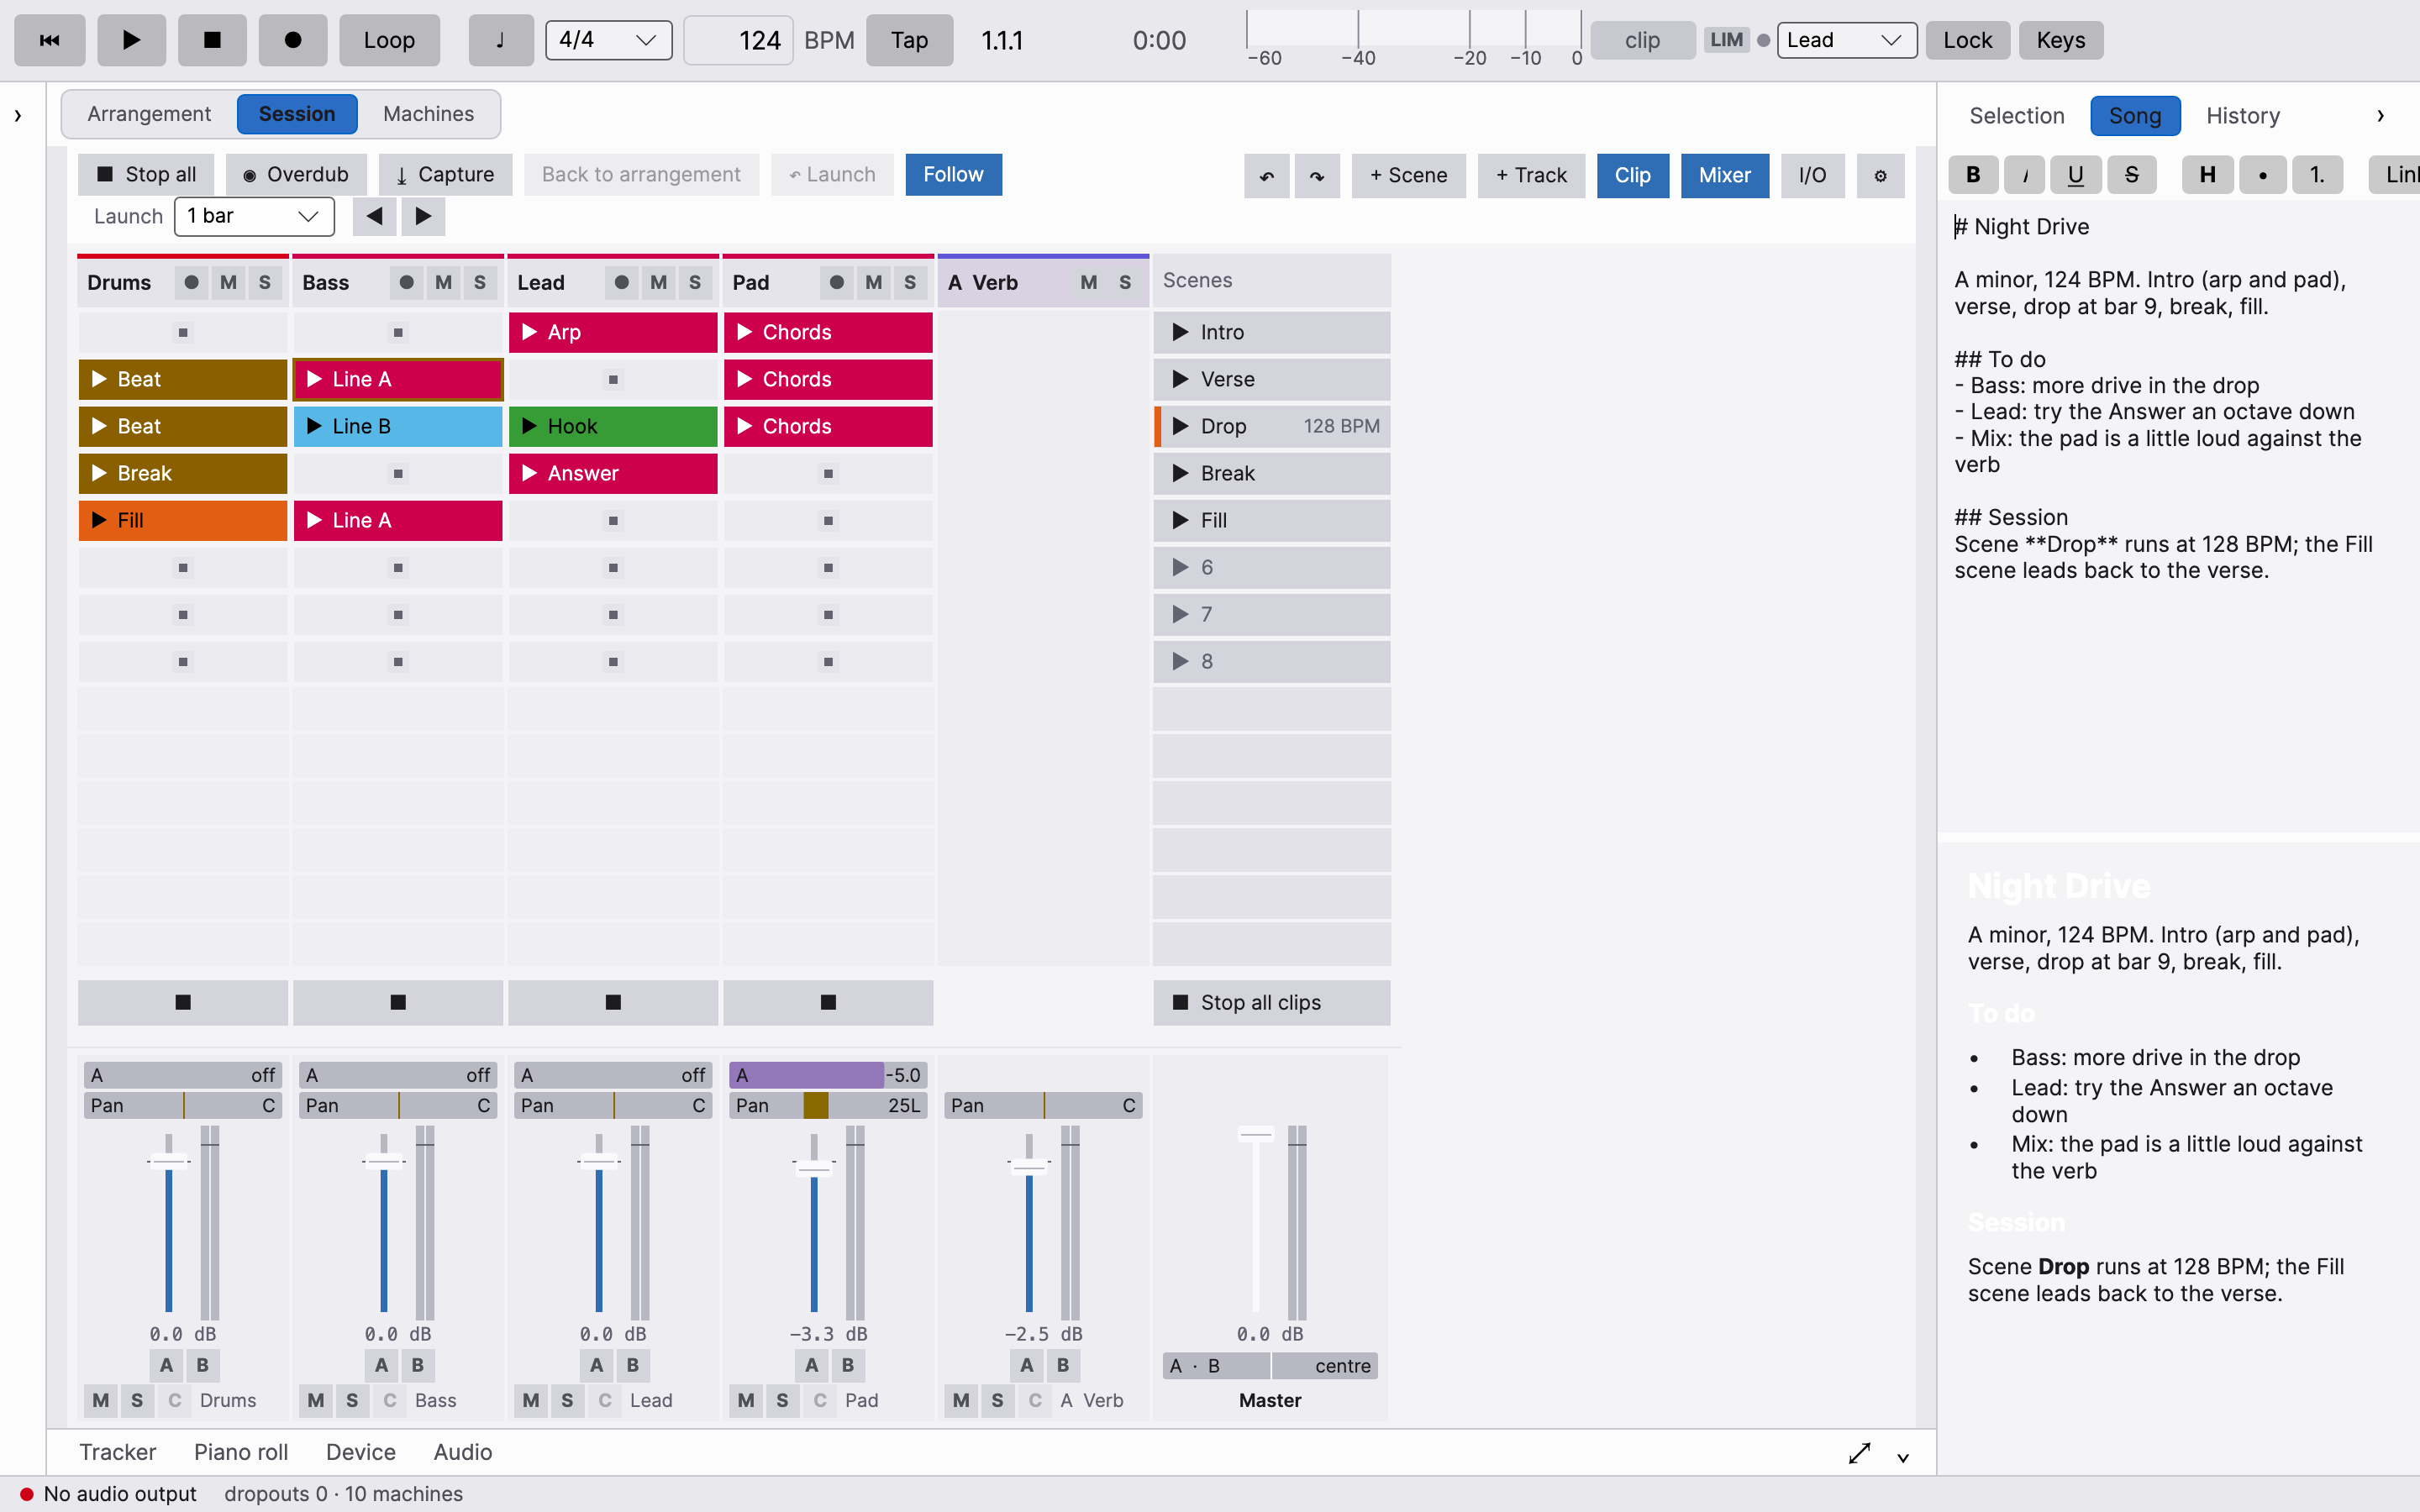 Loop
4/4
124 BPM
Tap
1.1.1
0:00
−60 −40 −20 −10 0
clip
LIM
Lead
Lock
Keys
Arrangement Session Machines
Selection Song History
Stop all
Overdub
Capture
Back to arrangement
Launch
Follow
+ Scene
+ Track
Clip
Mixer
I/O
B I U S H • 1. Link
Launch 1 bar
Drums M S
Bass M S
Lead M S
Pad M S
A Verb M S
Scenes
Arp Chords Intro
Beat Line A Chords Verse
Beat Line B Hook Chords Drop 128 BPM
Break Answer Break
Fill Line A Fill
6
7
8
Stop all clips
A off A off A off A -5.0
Pan C Pan C Pan C Pan 25L Pan C
0.0 dB 0.0 dB 0.0 dB −3.3 dB −2.5 dB 0.0 dB
A B A B A B A B A B A · B centre
M S C Drums M S C Bass M S C Lead M S C Pad M S C A Verb Master
# Night Drive
A minor, 124 BPM. Intro (arp and pad),
verse, drop at bar 9, break, fill.
## To do
- Bass: more drive in the drop
- Lead: try the Answer an octave down
- Mix: the pad is a little loud against the
verb
## Session
Scene **Drop** runs at 128 BPM; the Fill
scene leads back to the verse.
Night Drive
A minor, 124 BPM. Intro (arp and pad),
verse, drop at bar 9, break, fill.
To do
• Bass: more drive in the drop
• Lead: try the Answer an octave
down
• Mix: the pad is a little loud against
the verb
Session
Scene Drop runs at 128 BPM; the Fill
scene leads back to the verse.
Tracker Piano roll Device Audio
No audio output dropouts 0 · 10 machines